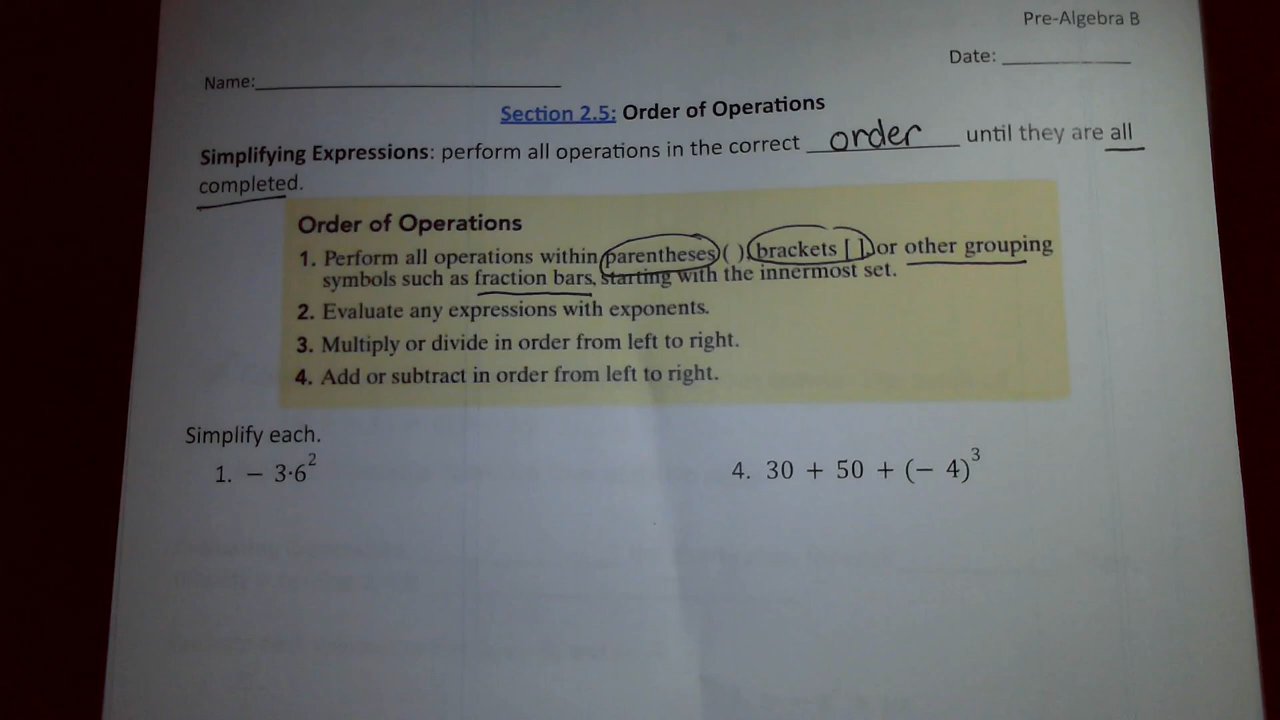 Pre-Algebra B
Date: ____________
Name:____________________________
Section 2.5: Order of Operations
Simplifying Expressions: perform all operations in the correct order until they are all
completed.
Order of Operations
1. Perform all operations within parentheses ( ) brackets [ ] or other grouping
symbols such as fraction bars, starting with the innermost set.
2. Evaluate any expressions with exponents.
3. Multiply or divide in order from left to right.
4. Add or subtract in order from left to right.
Simplify each.
1. − 3·6² 4. 30 + 50 + (− 4)³